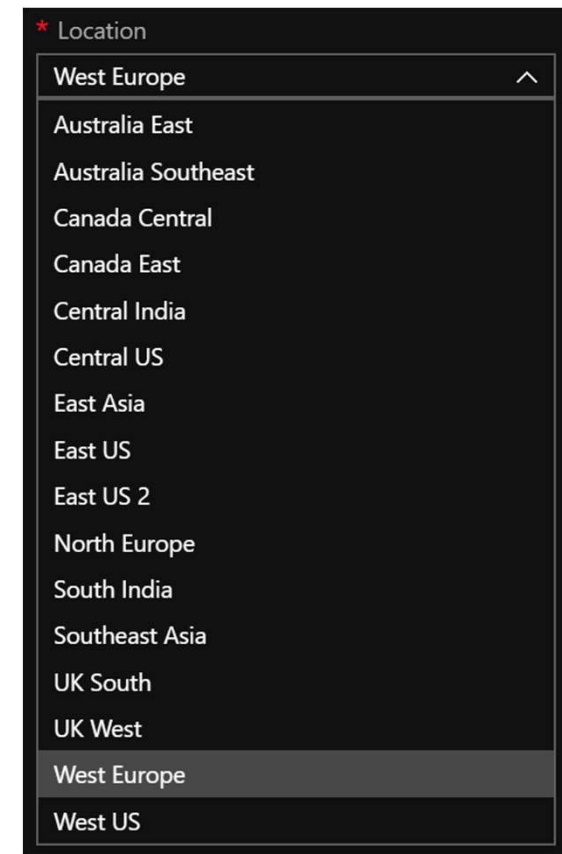 * Location
West Europe
Australia East
Australia Southeast
Canada Central
Canada East
Central India
Central US
East Asia
East US
East US 2
North Europe
South India
Southeast Asia
UK South
UK West
West Europe
West US